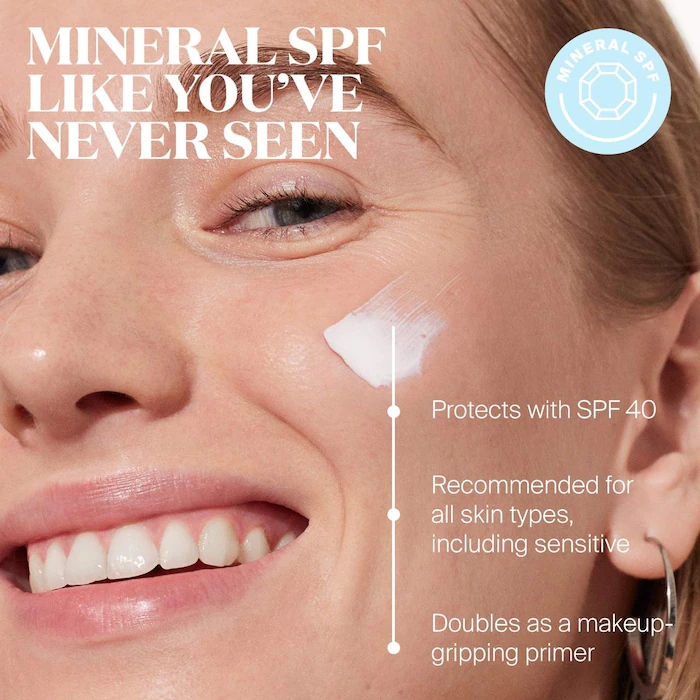 MINERAL SPF
LIKE YOU'VE
NEVER SEEN
MINERAL SPF
Protects with SPF 40
Recommended for
all skin types,
including sensitive
Doubles as a makeup-
gripping primer